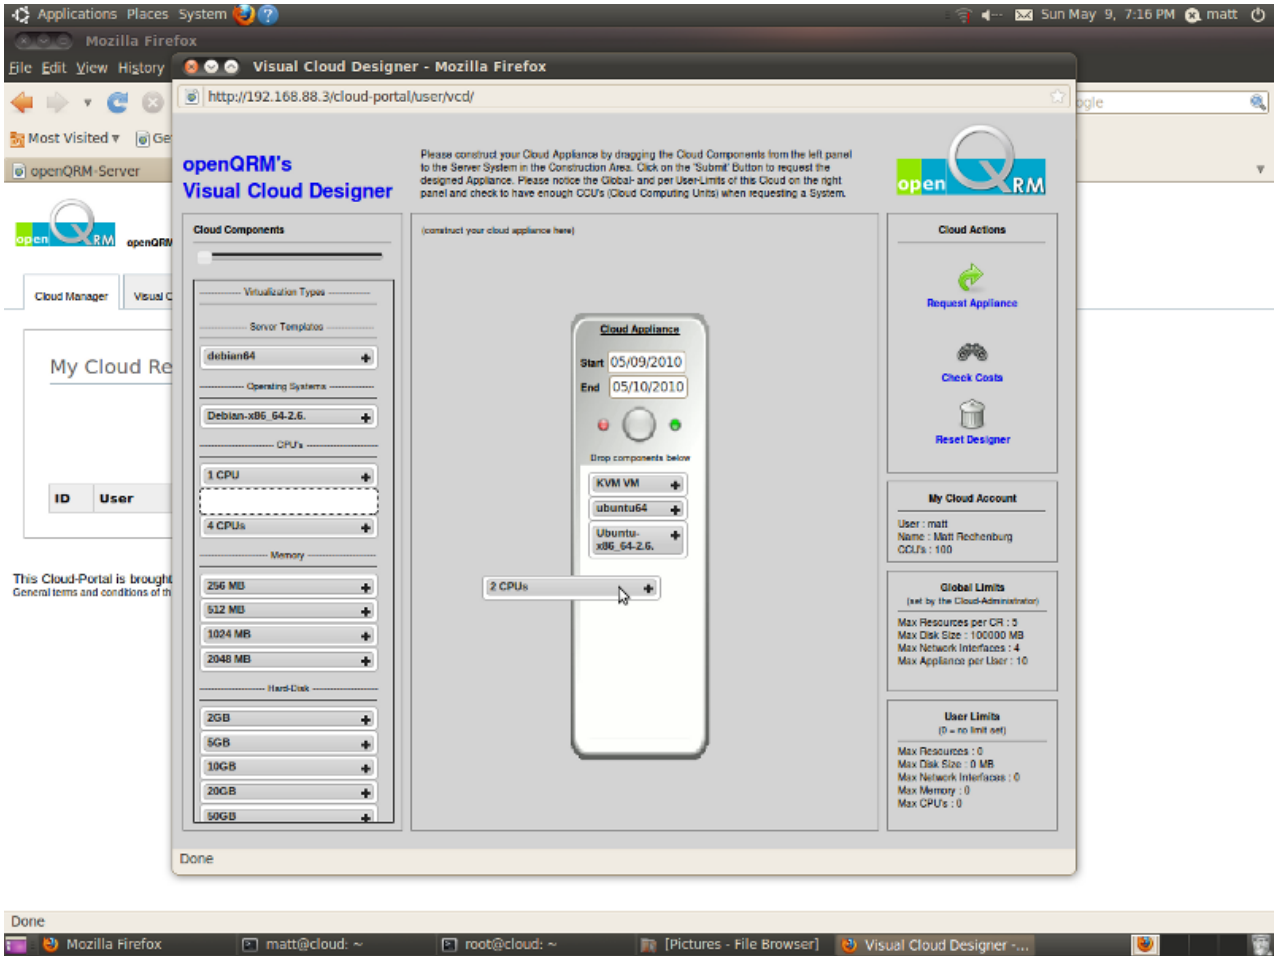 Applications Places System
Sun May 9, 7:16 PM matt
Mozilla Firefox
File Edit View History
Visual Cloud Designer - Mozilla Firefox
http://192.168.88.3/cloud-portal/user/vcd/
ogle
Most Visited Ge
openQRM-Server
openQRM's
Visual Cloud Designer
Please construct your Cloud Appliance by dragging the Cloud Components from the left panel
to the Server System in the Construction Area. Click on the 'Submit' Button to request the
designed Appliance. Please notice the Global- and per User-Limits of this Cloud on the right
panel and check to have enough CCU's (Cloud Computing Units) when requesting a System.
open QRM
open QRM openQRM
Cloud Manager Visual C
My Cloud Re
ID User
This Cloud-Portal is brought
General terms and conditions of th
Cloud Components
Virtualization Types
Server Templates
debian64
Operating Systems
Debian-x86_64-2.6.
CPU's
1 CPU
4 CPUs
Memory
256 MB
512 MB
1024 MB
2048 MB
Hard-Disk
2GB
5GB
10GB
20GB
50GB
(construct your cloud appliance here)
Cloud Appliance
Start 05/09/2010
End 05/10/2010
Drop components below
KVM VM
ubuntu64
Ubuntu-
x86_64-2.6.
2 CPUs
Cloud Actions
Request Appliance
Check Costs
Reset Designer
My Cloud Account
User : matt
Name : Matt Rechenburg
CCU's : 100
Global Limits
(set by the Cloud-Administrator)
Max Resources per CR : 5
Max Disk Size : 100000 MB
Max Network Interfaces : 4
Max Appliance per User : 10
User Limits
(0 = no limit set)
Max Resources : 0
Max Disk Size : 0 MB
Max Network Interfaces : 0
Max Memory : 0
Max CPU's : 0
Done
Done
Mozilla Firefox matt@cloud: ~ root@cloud: ~ [Pictures - File Browser] Visual Cloud Designer -...